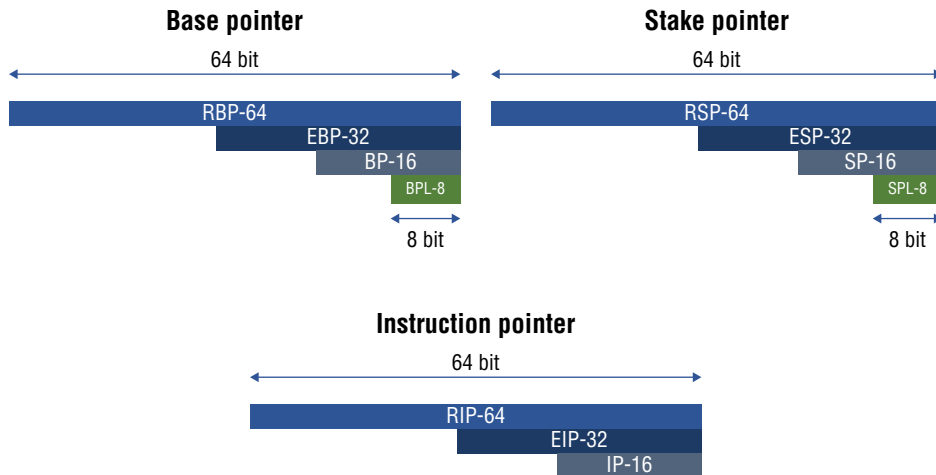 Base pointer
64 bit
RBP-64
EBP-32
BP-16
BPL-8
8 bit
Stake pointer
64 bit
RSP-64
ESP-32
SP-16
SPL-8
8 bit
Instruction pointer
64 bit
RIP-64
EIP-32
IP-16